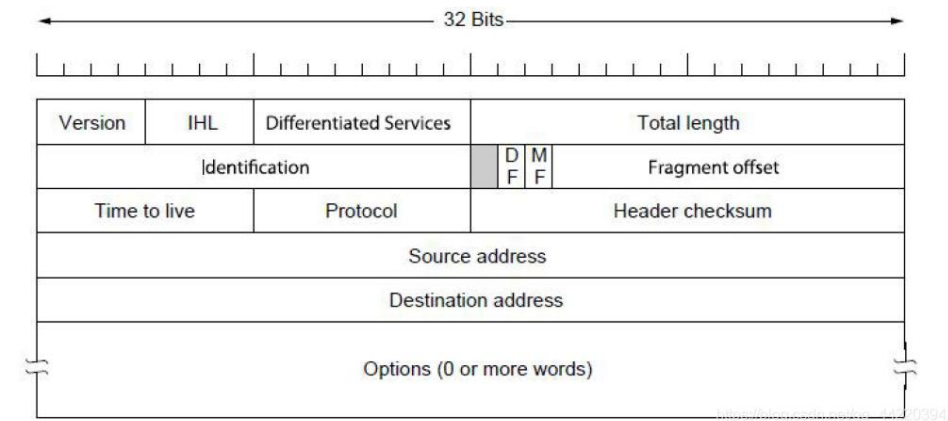 32 Bits
Version IHL Differentiated Services Total length
Identification D F M F Fragment offset
Time to live Protocol Header checksum
Source address
Destination address
Options (0 or more words)